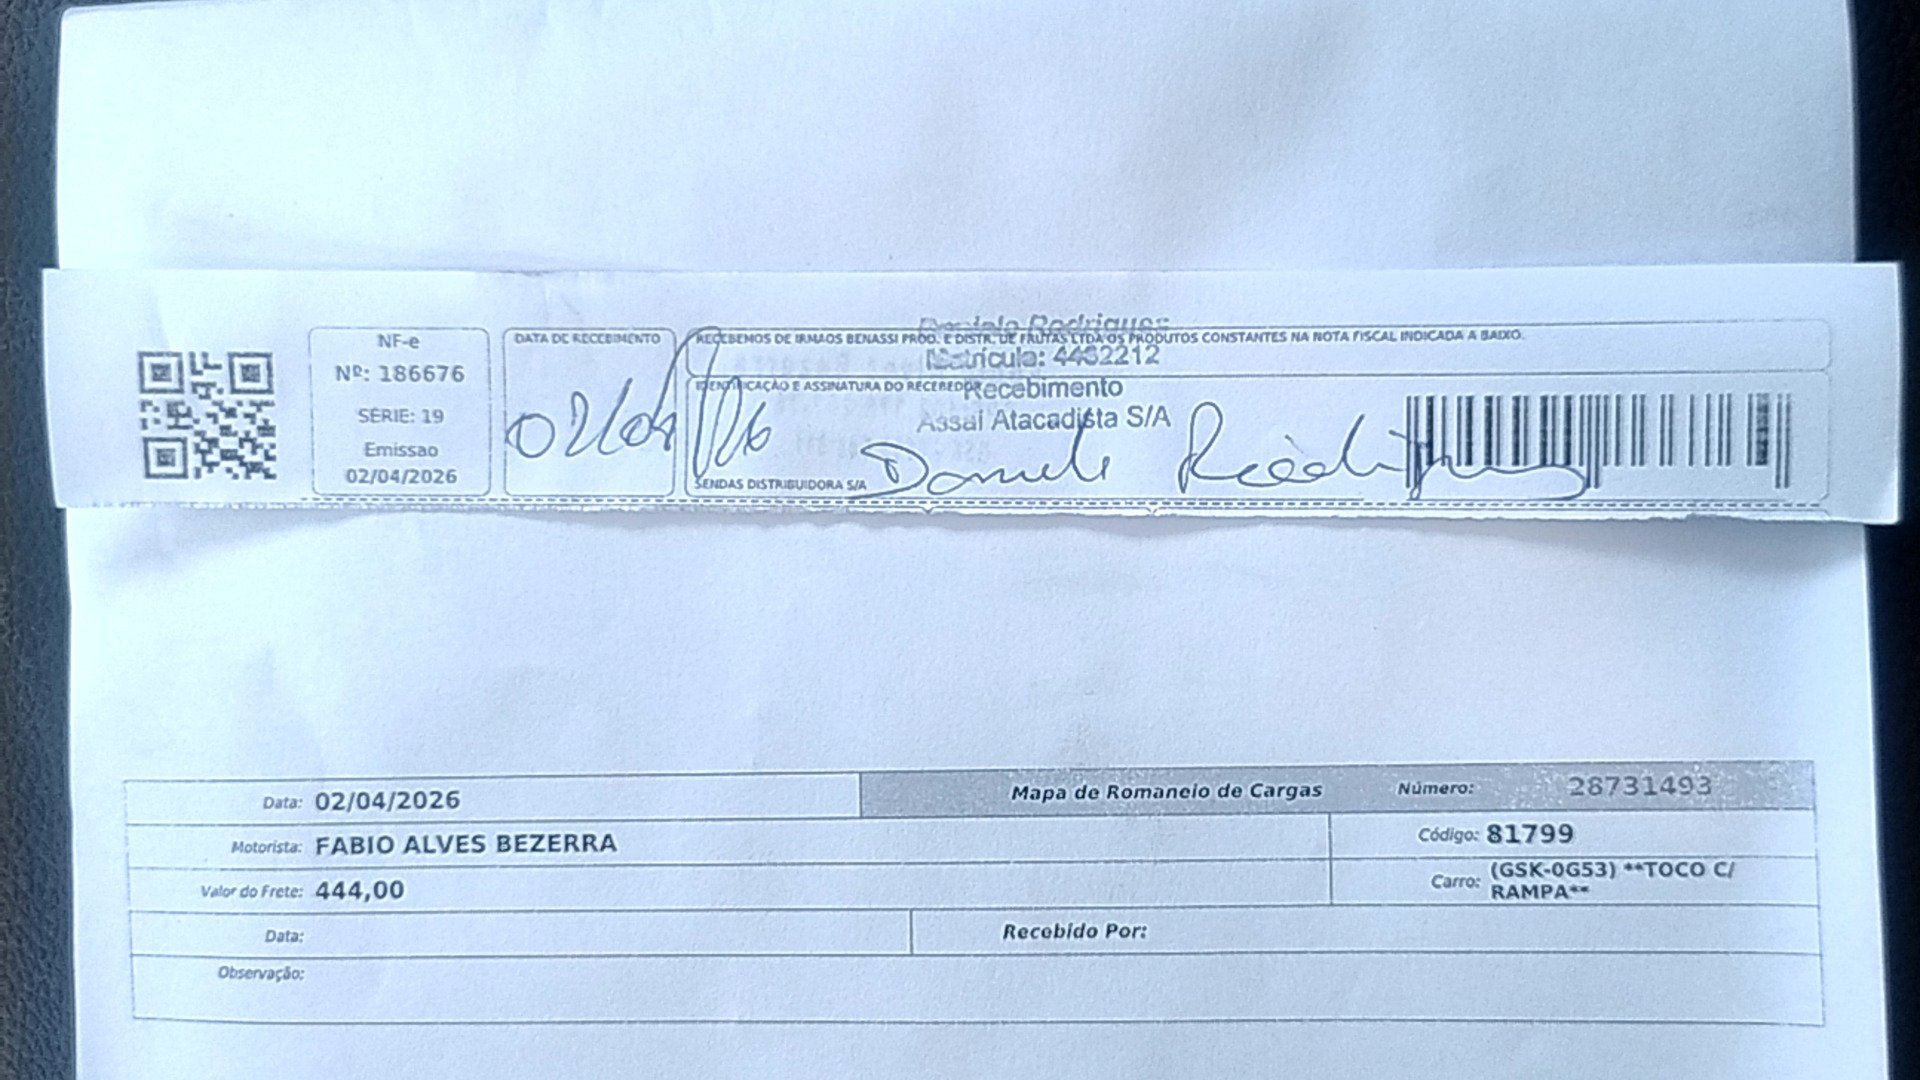 NF-e
Nº: 186676
SÉRIE: 19
Emissao
02/04/2026
DATA DE RECEBIMENTO
02/04/26
RECEBEMOS DE IRMAOS BENASSI PROD. E DISTR. DE FRUTAS LTDA OS PRODUTOS CONSTANTES NA NOTA FISCAL INDICADA A BAIXO.
Rodrigues
Matrícula: 4432212
IDENTIFICAÇÃO E ASSINATURA DO RECEBEDOR
Recebimento
Assaí Atacadista S/A
SENDAS DISTRIBUIDORA S/A
Rodrigues
Data: 02/04/2026
Mapa de Romaneio de Cargas
Número: 28731493
Motorista: FABIO ALVES BEZERRA
Código: 81799
Valor do Frete: 444,00
Carro: (GSK-0G53) **TOCO C/
RAMPA**
Data:
Recebido Por:
Observação: